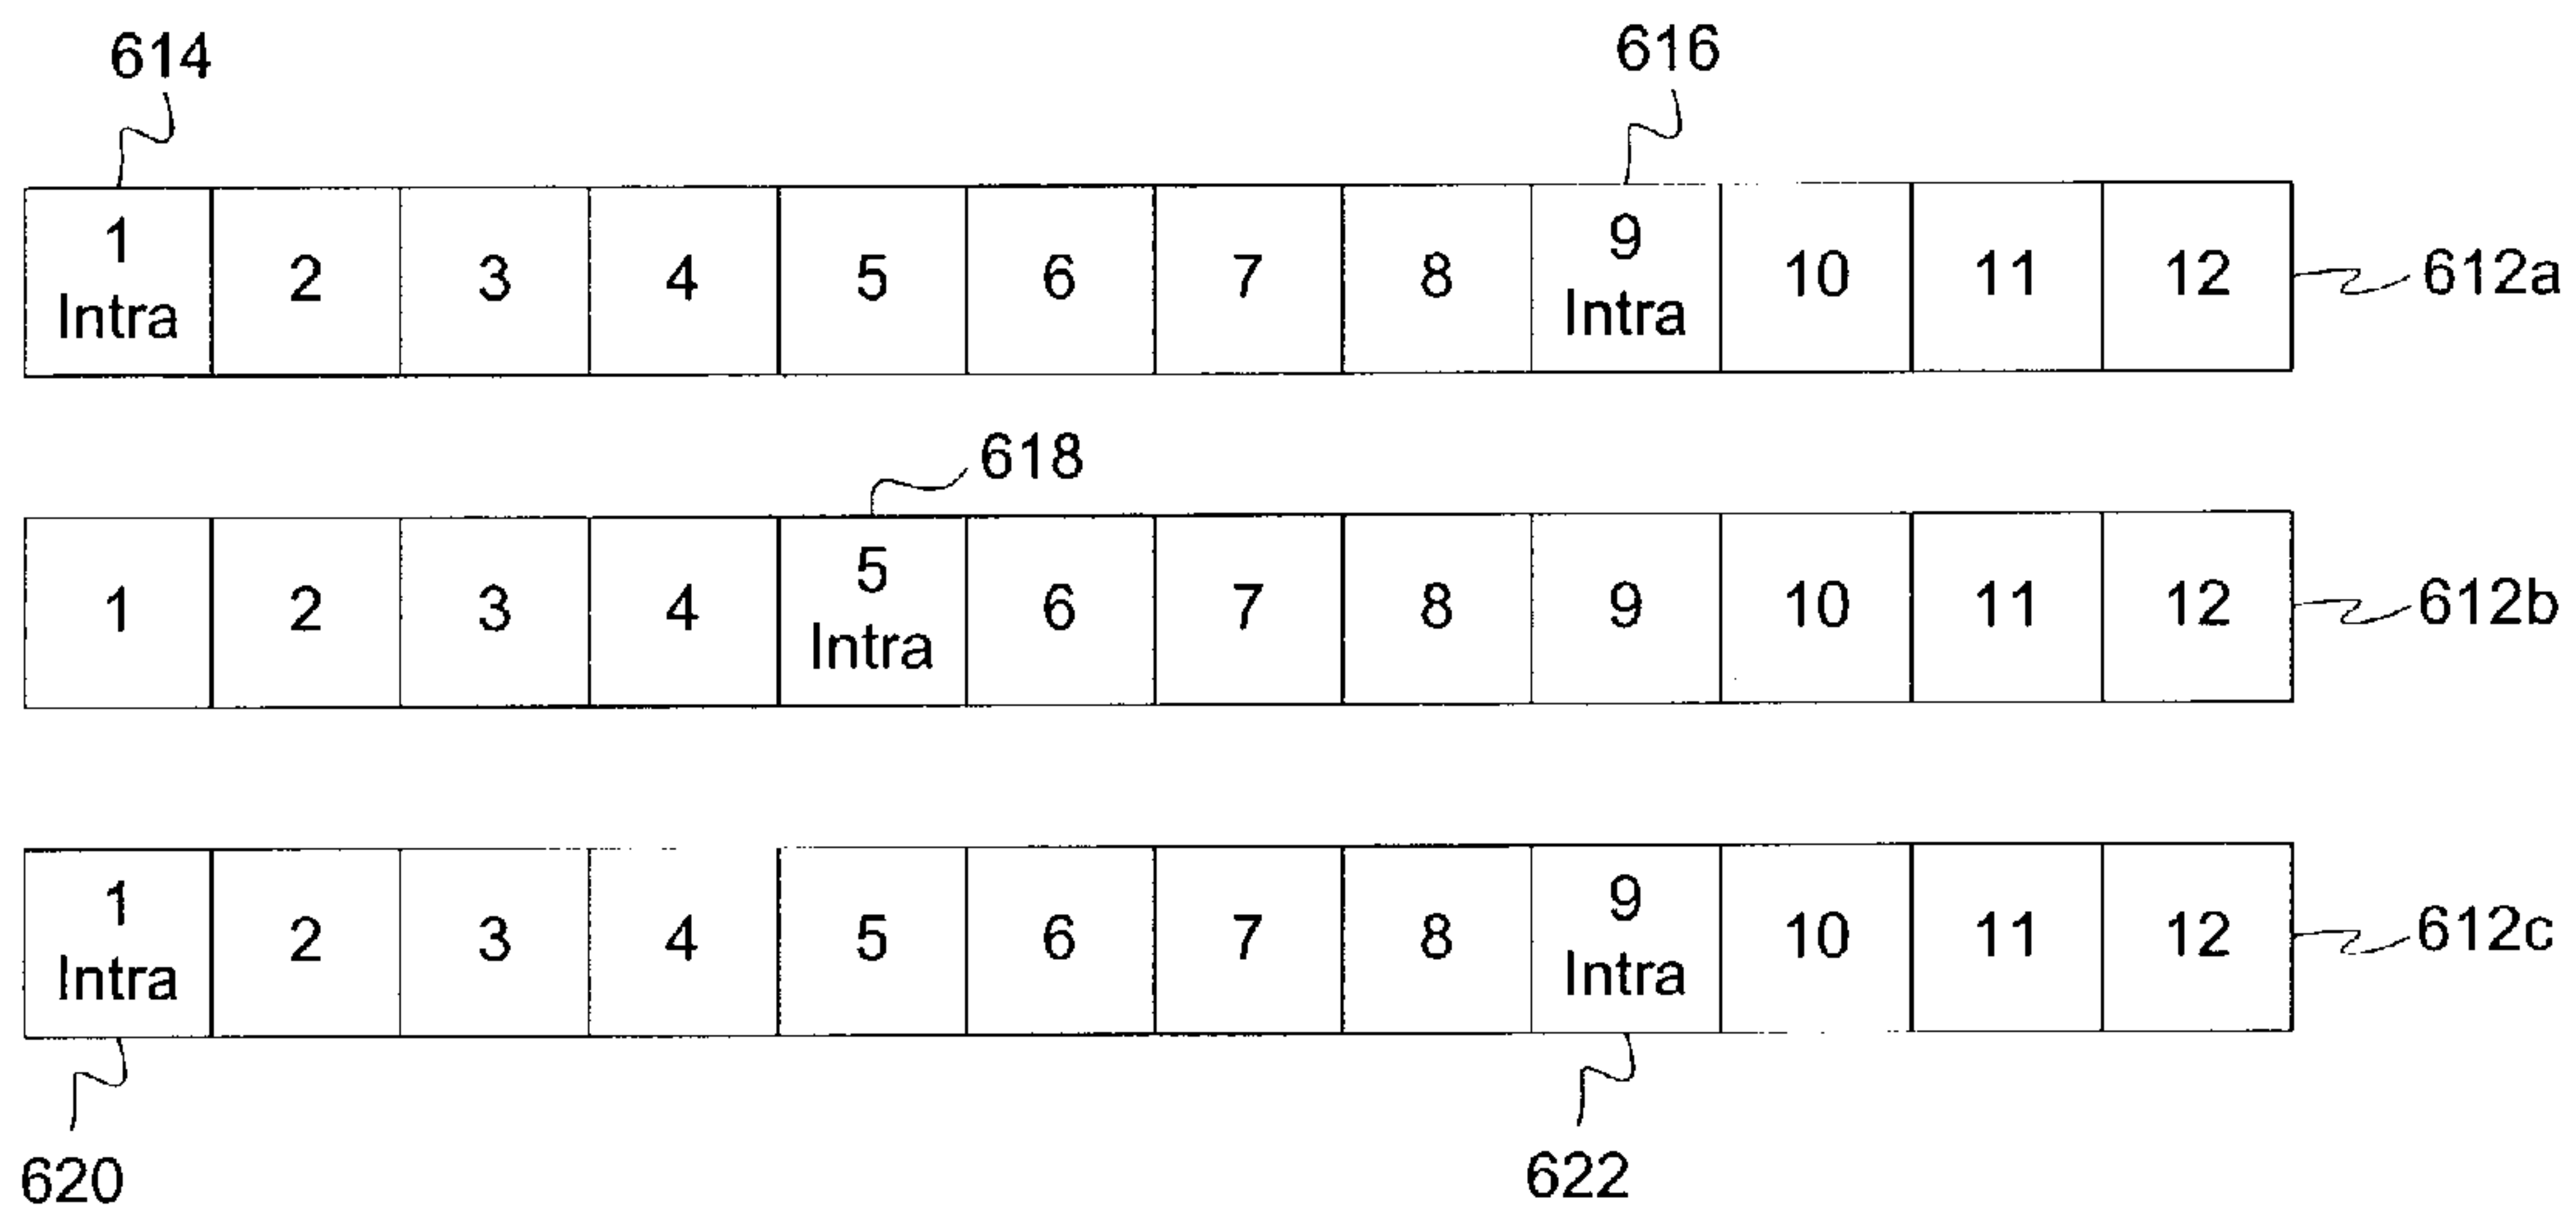 614 616
1 Intra 2 3 4 5 6 7 8 9 Intra 10 11 12 612a
618
1 2 3 4 5 Intra 6 7 8 9 10 11 12 612b
1 Intra 2 3 4 5 6 7 8 9 Intra 10 11 12 612c
620 622